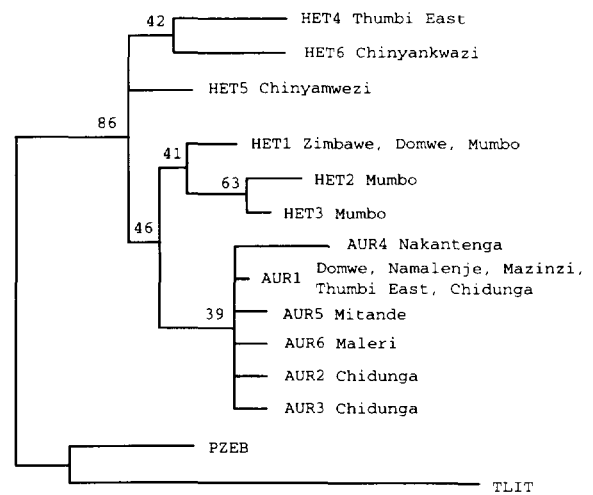 42
HET4 Thumbi East
HET6 Chinyankwazi
HET5 Chinyamwezi
86
41
HET1 Zimbawe, Domwe, Mumbo
63
HET2 Mumbo
HET3 Mumbo
46
AUR4 Nakantenga
AUR1 Domwe, Namalenje, Mazinzi,
Thumbi East, Chidunga
39
AUR5 Mitande
AUR6 Maleri
AUR2 Chidunga
AUR3 Chidunga
PZEB
TLIT